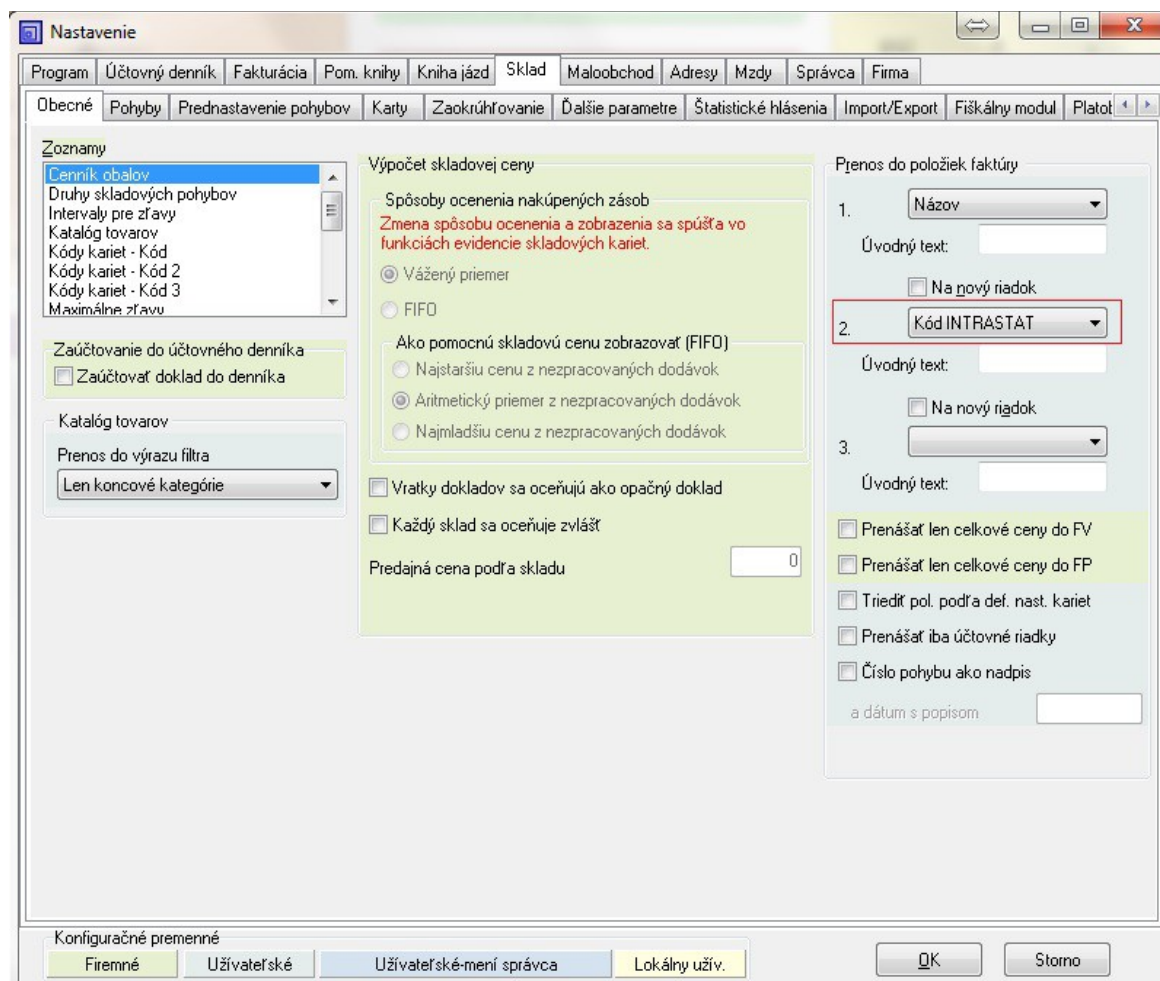 Nastavenie
Program Účtovný denník Fakturácia Pom. knihy Kniha jázd Sklad Maloobchod Adresy Mzdy Správca Firma
Obecné Pohyby Prednastavenie pohybov Karty Zaokrúhľovanie Ďalšie parametre Štatistické hlásenia Import/Export Fiškálny modul Platob
Zoznamy
Cenník obalov
Druhy skladových pohybov
Intervaly pre zľavy
Katalóg tovarov
Kódy kariet - Kód
Kódy kariet - Kód 2
Kódy kariet - Kód 3
Maximálne zľavy
Zaúčtovanie do účtovného denníka
Zaúčtovať doklad do denníka
Katalóg tovarov
Prenos do výrazu filtra
Len koncové kategórie
Výpočet skladovej ceny
Spôsoby ocenenia nakúpených zásob
Zmena spôsobu ocenenia a zobrazenia sa spúšťa vo
funkciách evidencie skladových kariet.
Vážený priemer
FIFO
Ako pomocnú skladovú cenu zobrazovať (FIFO)
Najstaršiu cenu z nezpracovaných dodávok
Aritmetický priemer z nezpracovaných dodávok
Najmladšiu cenu z nezpracovaných dodávok
Vratky dokladov sa oceňujú ako opačný doklad
Každý sklad sa oceňuje zvlášť
Predajná cena podľa skladu 0
Prenos do položiek faktúry
1. Názov
Úvodný text:
Na nový riadok
2. Kód INTRASTAT
Úvodný text:
Na nový riadok
3.
Úvodný text:
Prenášať len celkové ceny do FV
Prenášať len celkové ceny do FP
Triediť pol. podľa def. nast. kariet
Prenášať iba účtovné riadky
Číslo pohybu ako nadpis
a dátum s popisom
Konfiguračné premenné
Firemné Užívateľské Užívateľské-mení správca Lokálny užív.
OK Storno